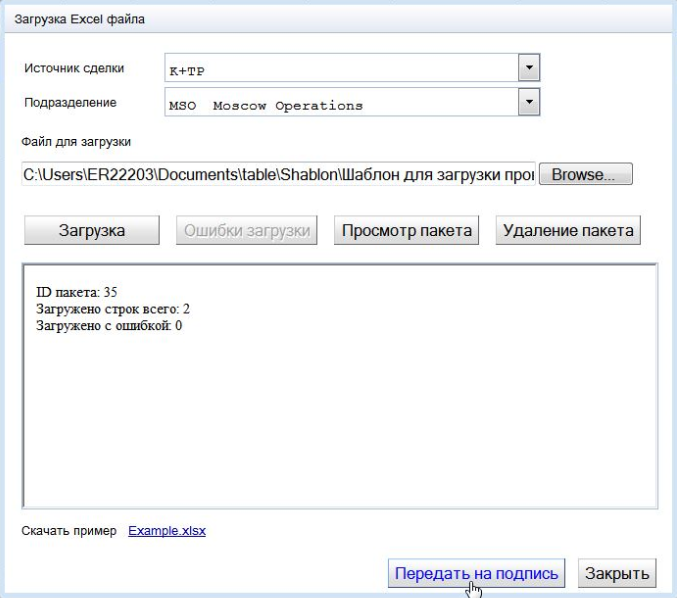 Загрузка Excel файла
Источник сделки K+TP
Подразделение MSO Moscow Operations
Файл для загрузки
C:\Users\ER22203\Documents\table\Shablon\Шаблон для загрузки про Browse...
Загрузка Ошибки загрузки Просмотр пакета Удаление пакета
ID пакета: 35
Загружено строк всего: 2
Загружено с ошибкой: 0
Скачать пример Example.xlsx
Передать на подпись Закрыть